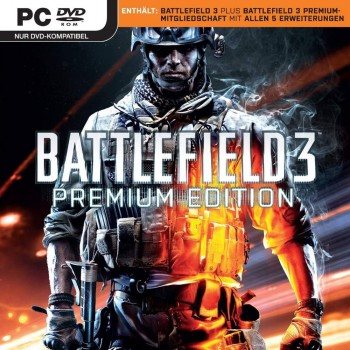 PC DVD
ROM
NUR DVD-KOMPATIBEL
ENTHÄLT: BATTLEFIELD 3 PLUS BATTLEFIELD 3 PREMIUM-
MITGLIEDSCHAFT MIT ALLEN 5 ERWEITERUNGEN
BATTLEFIELD 3
PREMIUM EDITION